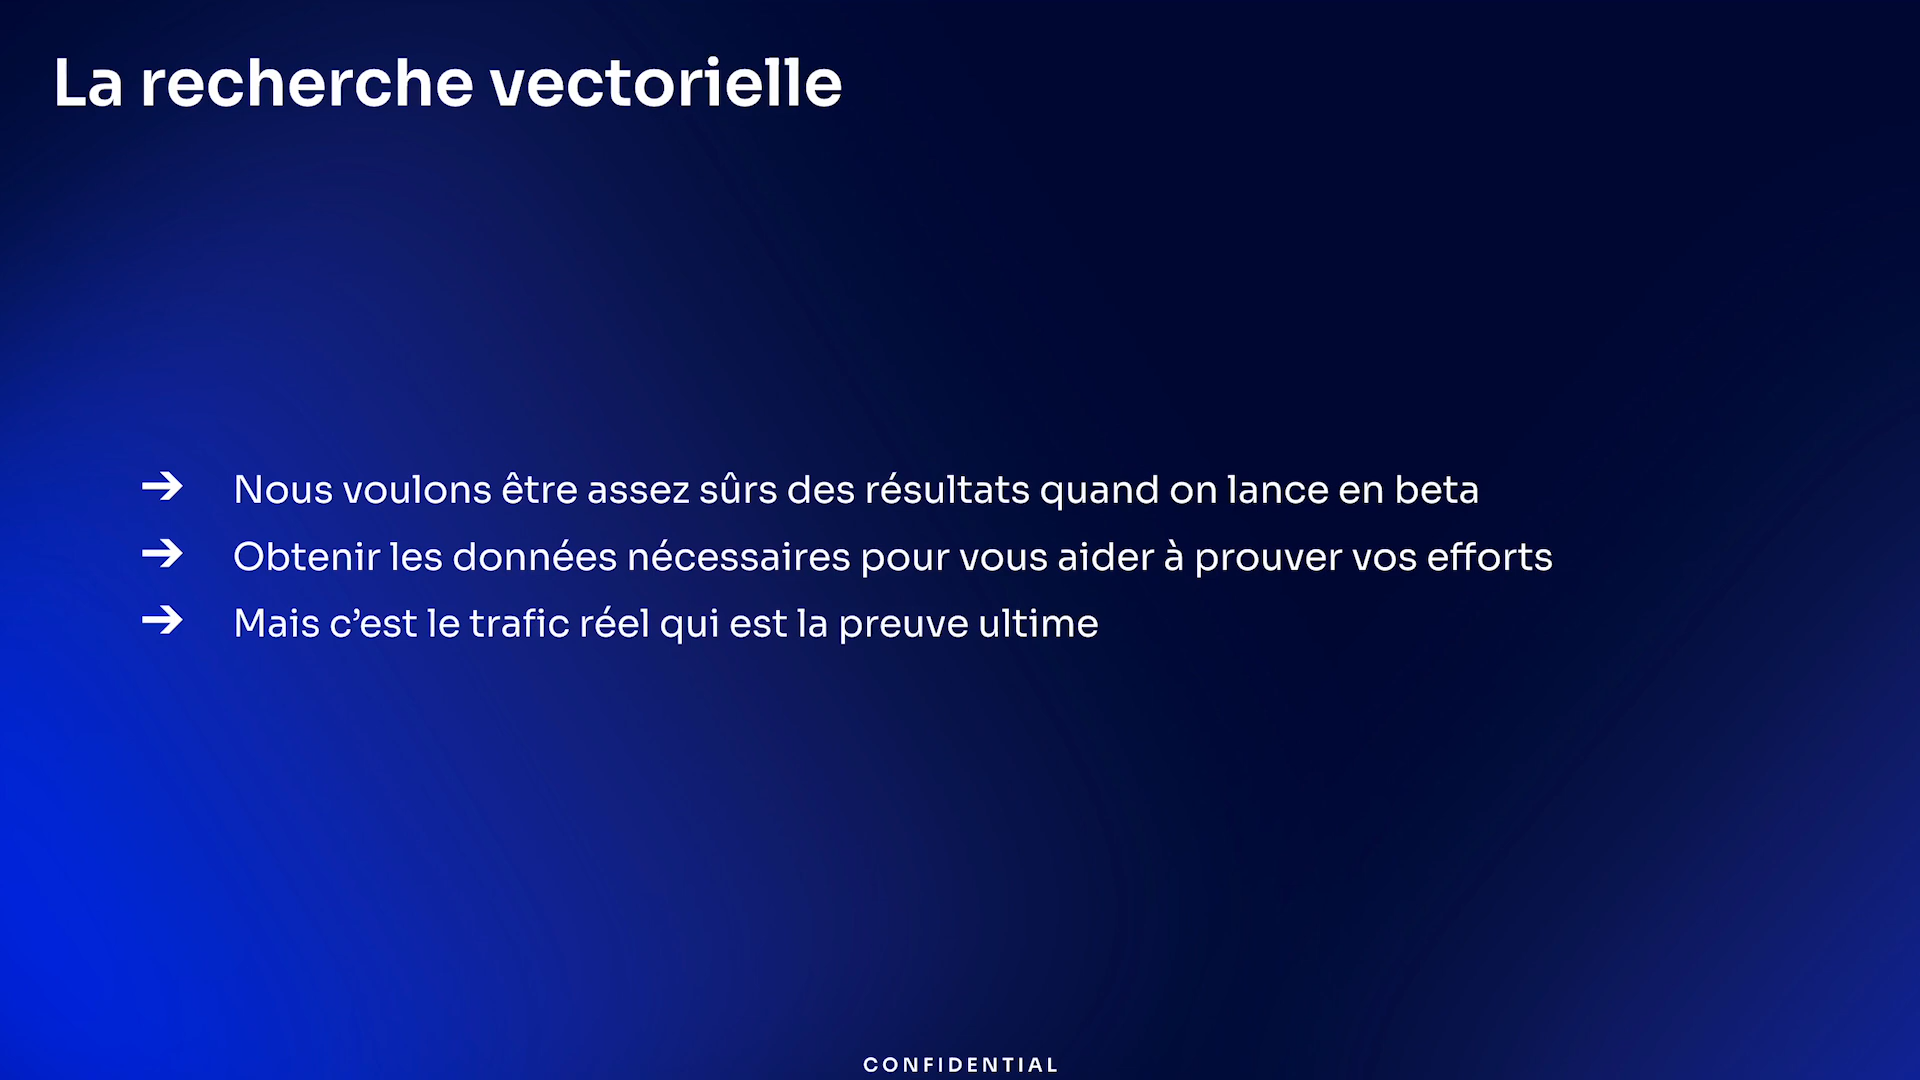 La recherche vectorielle
➔ Nous voulons être assez sûrs des résultats quand on lance en beta
➔ Obtenir les données nécessaires pour vous aider à prouver vos efforts
➔ Mais c’est le trafic réel qui est la preuve ultime
CONFIDENTIAL